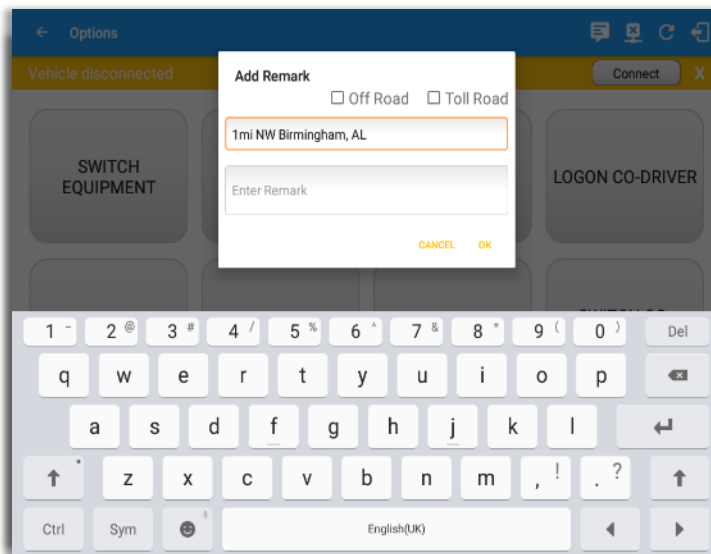 Options
Vehicle disconnected
Connect X
Add Remark
Off Road Toll Road
1mi NW Birmingham, AL
Enter Remark
CANCEL OK
SWITCH
EQUIPMENT
LOGON CO-DRIVER
1 - 2 @ 3 # 4 / 5 % 6 ^ 7 & 8 * 9 ( 0 ) Del
q w e r t y u i o p
a s d f g h j k l
z x c v b n m , ! . ?
Ctrl Sym English(UK)